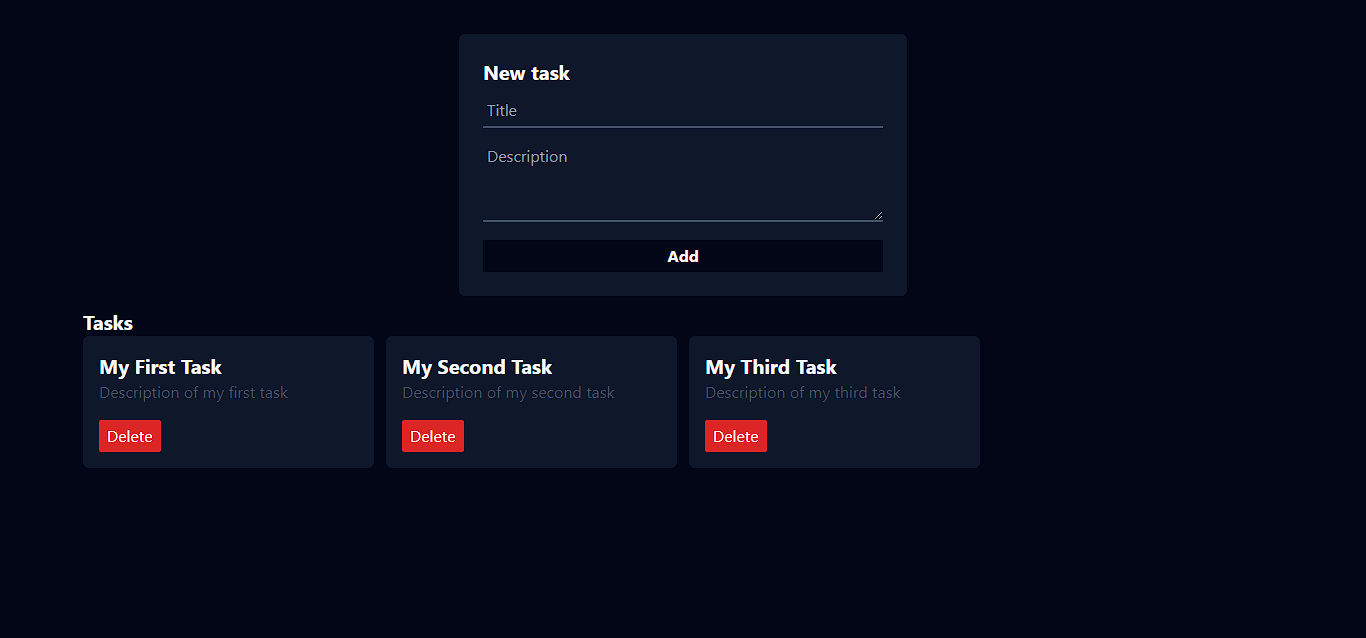 New task
Title
Description
Add
Tasks
My First Task
Description of my first task
Delete
My Second Task
Description of my second task
Delete
My Third Task
Description of my third task
Delete